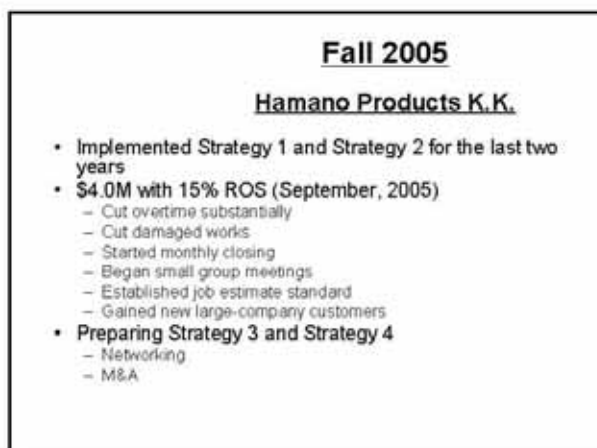 Fall 2005
Hamano Products K.K.
• Implemented Strategy 1 and Strategy 2 for the last two
years
• $4.0M with 15% ROS (September, 2005)
– Cut overtime substantially
– Cut damaged works
– Started monthly closing
– Began small group meetings
– Established job estimate standard
– Gained new large-company customers
• Preparing Strategy 3 and Strategy 4
– Networking
– M&A